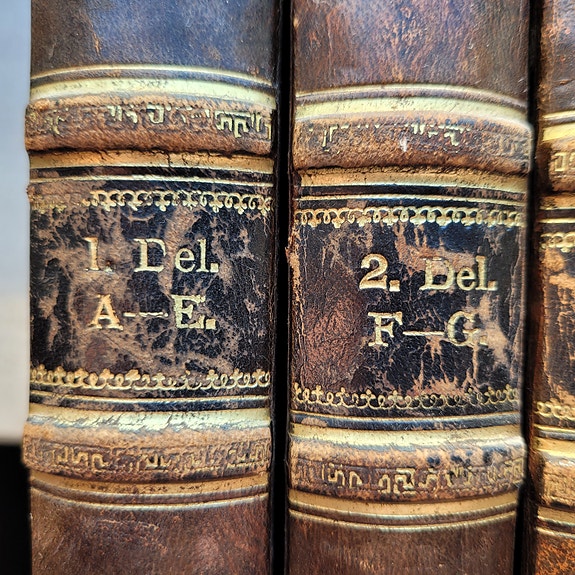 1. Del.
A—E.
2. Del.
F—G.